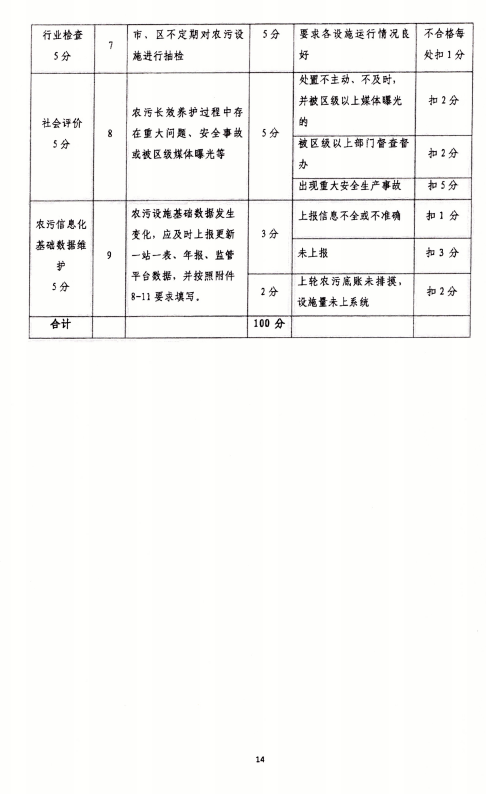 行业检查
5分
7
市、区不定期对农污设
施进行抽检
5分
要求各设施运行情况良
好
不合格每
处扣1分
社会评价
5分
8
农污长效养护过程中存
在重大问题、安全事故
或被区级媒体曝光等
5分
处置不主动、不及时，
并被区级以上媒体曝光
的
扣2分
被区级以上部门督查督
办
扣2分
出现重大安全生产事故
扣5分
农污信息化
基础数据维
护
5分
9
农污设施基础数据发生
变化，应及时上报更新
一站一表、年报、监管
平台数据，并按照附件
8-11要求填写。
3分
上报信息不全或不准确
扣1分
未上报
扣3分
2分
上轮农污底账未排摸，
设施量未上系统
扣2分
合计
100分
14